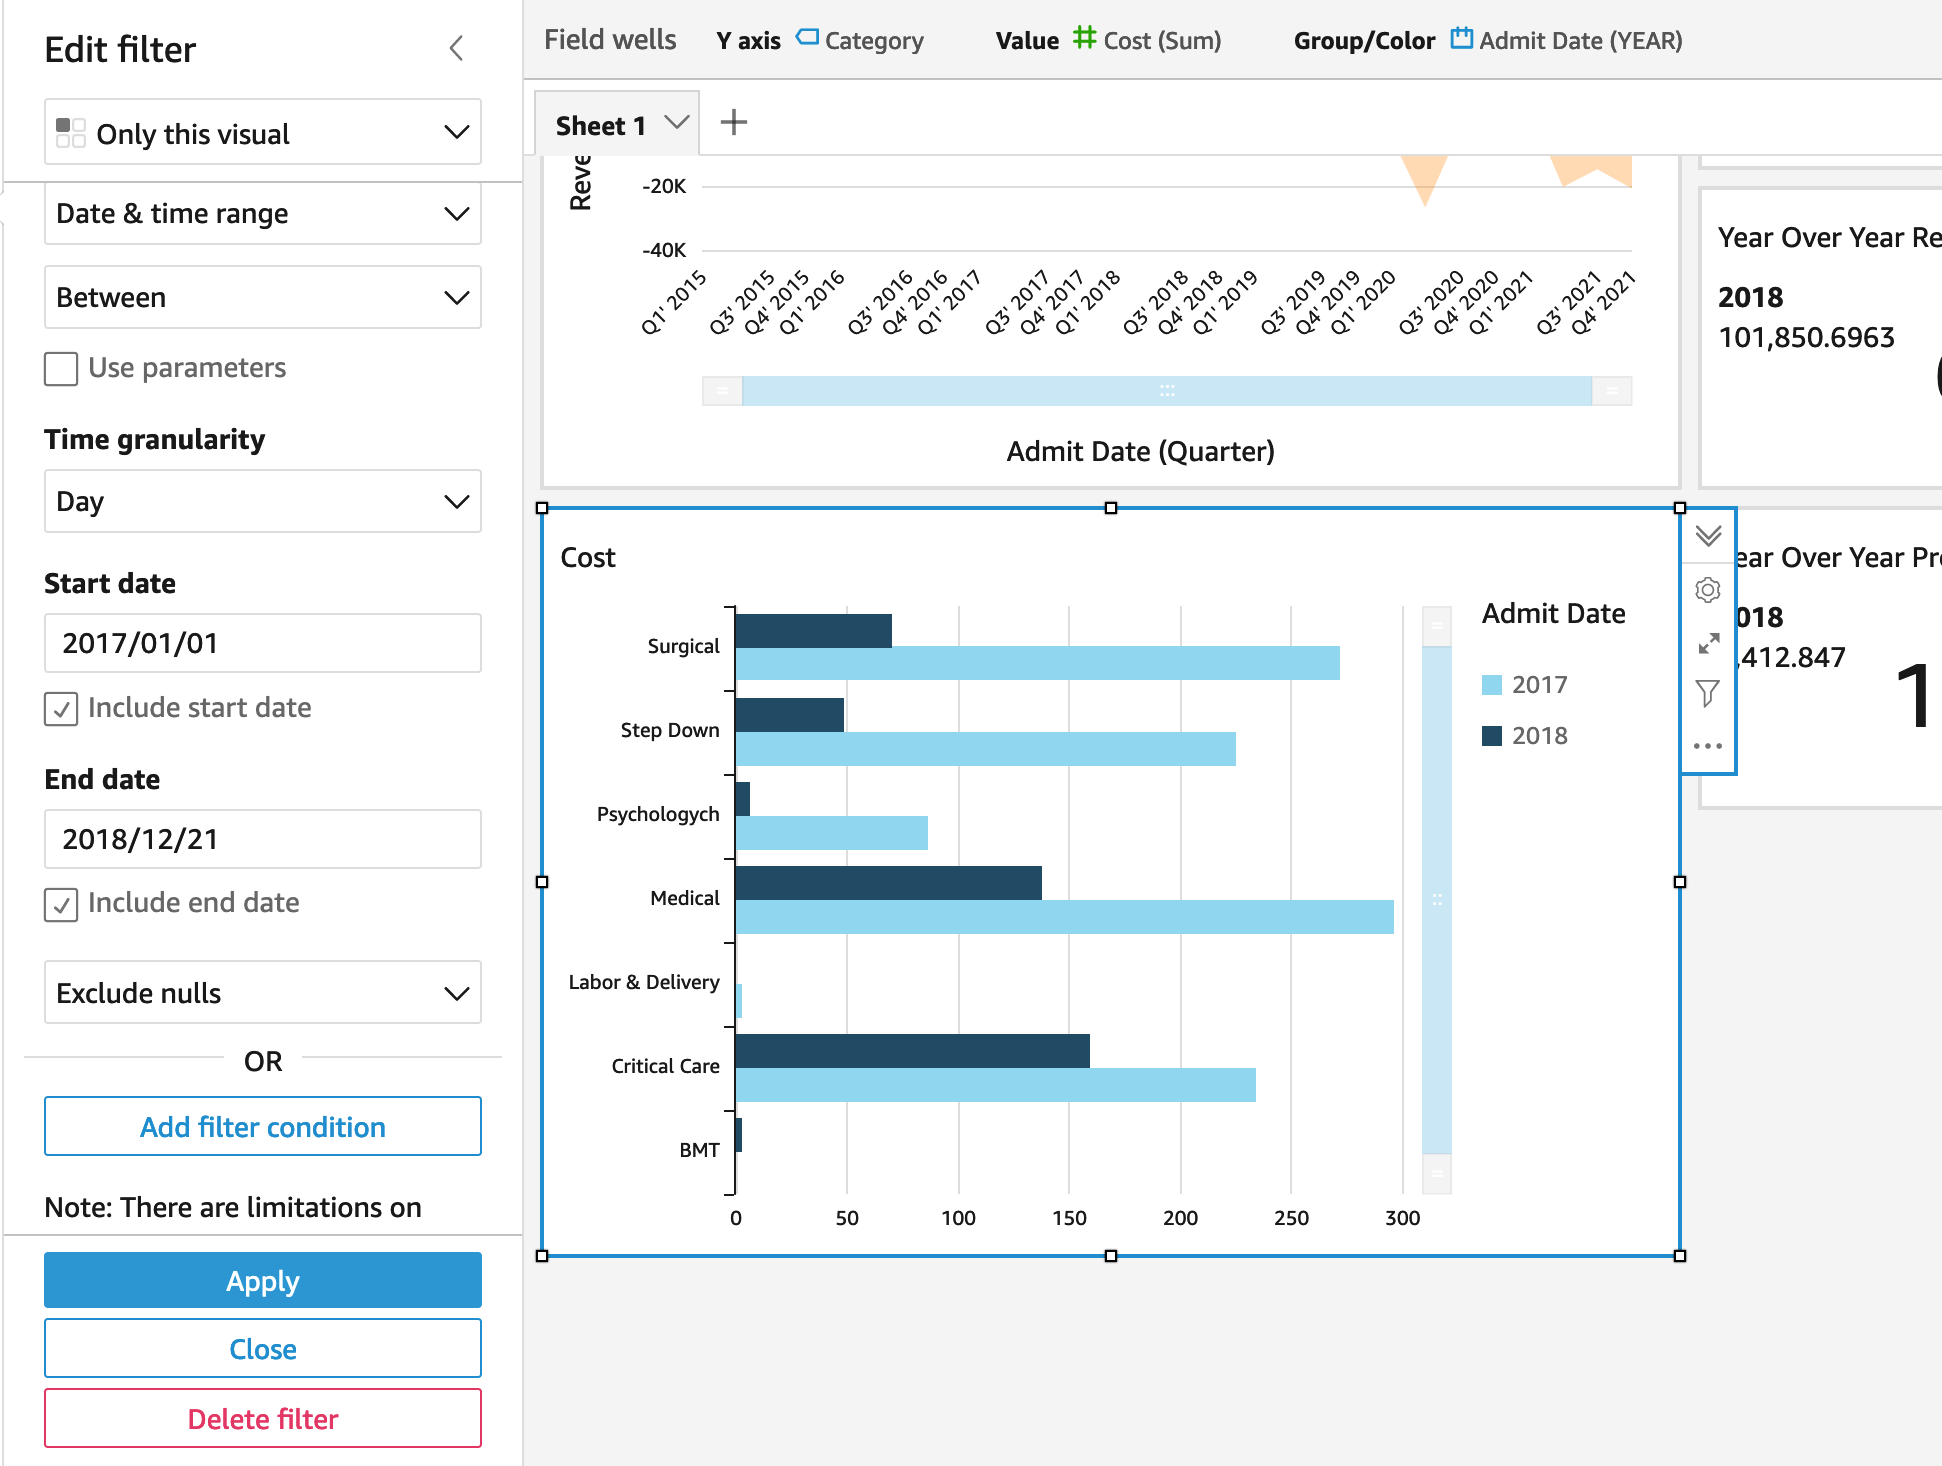 Edit filter
Only this visual
Date & time range
Between
Use parameters
Time granularity
Day
Start date
2017/01/01
Include start date
End date
2018/12/21
Include end date
Exclude nulls
OR
Add filter condition
Note: There are limitations on
Apply
Close
Delete filter
Field wells Y axis Category Value Cost (Sum) Group/Color Admit Date (YEAR)
Sheet 1
Reve
-20K
-40K
Q1' 2015 Q3' 2015 Q4' 2015 Q1' 2016 Q3' 2016 Q4' 2016 Q1' 2017 Q3' 2017 Q4' 2017 Q1' 2018 Q3' 2018 Q4' 2018 Q1' 2019 Q3' 2019 Q4' 2019 Q1' 2020 Q3' 2020 Q4' 2020 Q1' 2021 Q3' 2021 Q4' 2021
Admit Date (Quarter)
Year Over Year Re
2018
101,850.6963
Cost
Surgical
Step Down
Psychologych
Medical
Labor & Delivery
Critical Care
BMT
0 50 100 150 200 250 300
Admit Date
2017
2018
ear Over Year Pr
018
,412.847
1